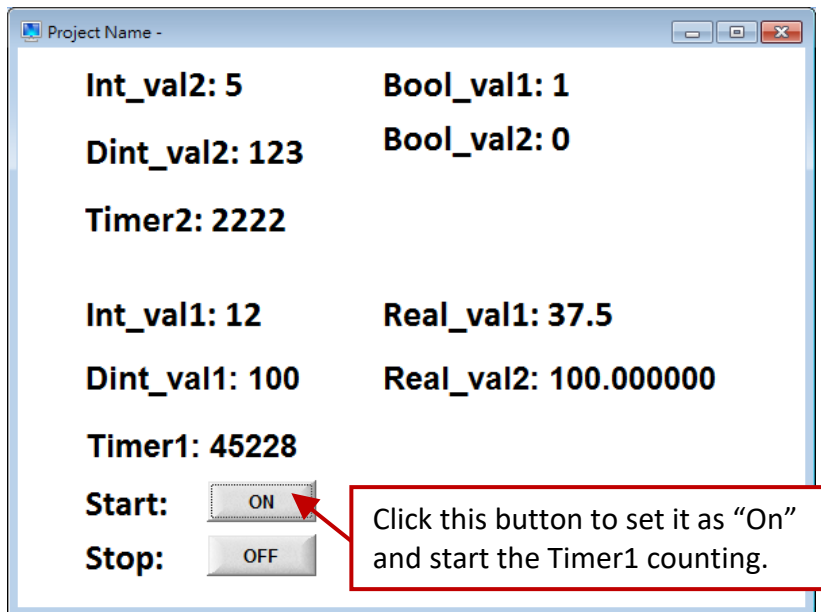 Project Name -
Int_val2: 5 Bool_val1: 1
Dint_val2: 123 Bool_val2: 0
Timer2: 2222
Int_val1: 12 Real_val1: 37.5
Dint_val1: 100 Real_val2: 100.000000
Timer1: 45228
Start: ON
Stop: OFF
Click this button to set it as “On”
and start the Timer1 counting.